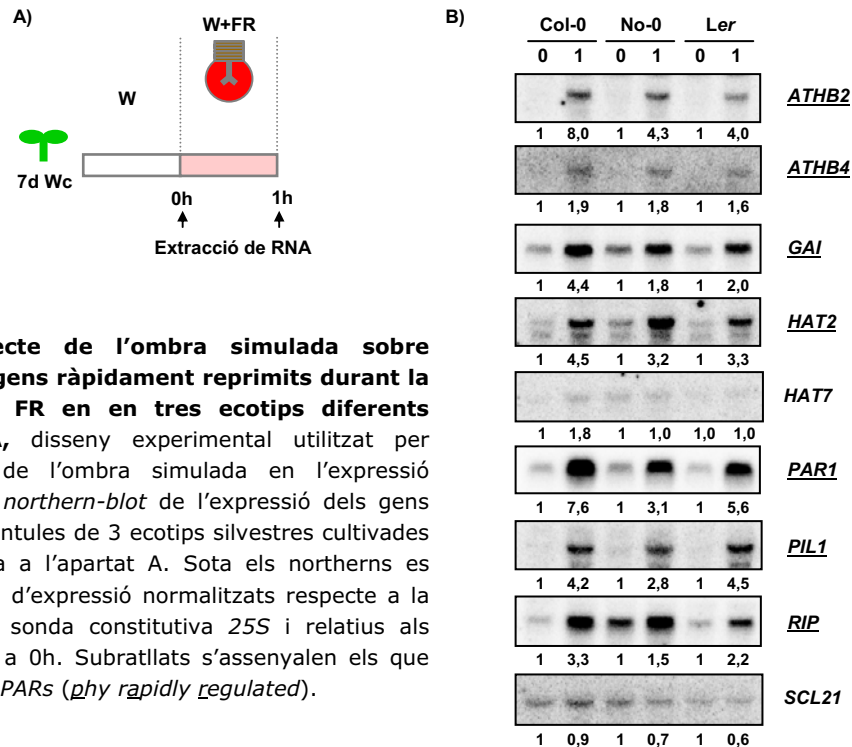 A)
W+FR
W
7d Wc
0h
1h
Extracció de RNA
ecte de l'ombra simulada sobre
gens ràpidament reprimits durant la
FR en en tres ecotips diferents
A, disseny experimental utilitzat per
de l'ombra simulada en l'expressió
northern-blot de l'expressió dels gens
ntules de 3 ecotips silvestres cultivades
a a l'apartat A. Sota els northerns es
d'expressió normalitzats respecte a la
sonda constitutiva 25S i relatius als
a 0h. Subratllats s'assenyalen els que
PARs (phy rapidly regulated).
B)
Col-0 No-0 Ler
0 1 0 1 0 1
ATHB2
1 8,0 1 4,3 1 4,0
ATHB4
1 1,9 1 1,8 1 1,6
GAI
1 4,4 1 1,8 1 2,0
HAT2
1 4,5 1 3,2 1 3,3
HAT7
1 1,8 1 1,0 1,0 1,0
PAR1
1 7,6 1 3,1 1 5,6
PIL1
1 4,2 1 2,8 1 4,5
RIP
1 3,3 1 1,5 1 2,2
SCL21
1 0,9 1 0,7 1 0,6